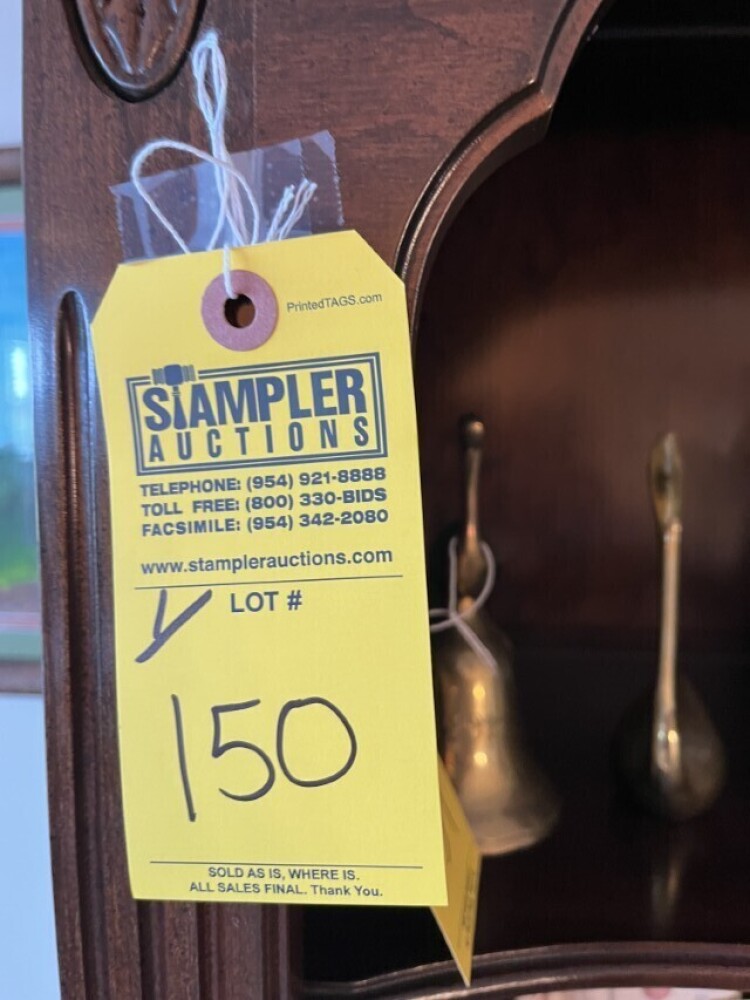 PrintedTAGS.com
STAMPLER
AUCTIONS
TELEPHONE: (954) 921-8888
TOLL FREE: (800) 330-BIDS
FACSIMILE: (954) 342-2080
www.stamplerauctions.com
LOT #
150
SOLD AS IS, WHERE IS.
ALL SALES FINAL. Thank You.